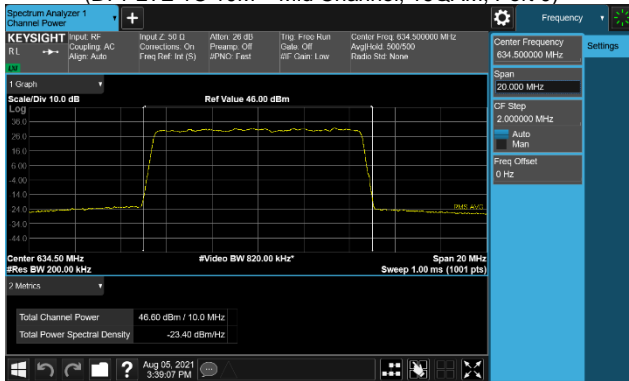 Spectrum Analyzer 1
Channel Power
Frequency
KEYSIGHT
RL
Input: RF
Coupling: AC
Align: Auto
Input Z: 50 Ω
Corrections: On
Freq Ref: Int (S)
Atten: 26 dB
Preamp: Off
#PNO: Fast
Trig: Free Run
Gate: Off
#IF Gain: Low
Center Freq: 634.500000 MHz
Avg|Hold: 500/500
Radio Std: None
Center Frequency
634.500000 MHz
Settings
Span
20.000 MHz
CF Step
2.000000 MHz
Auto
Man
Freq Offset
0 Hz
1 Graph
Scale/Div 10.0 dB
Ref Value 46.00 dBm
Log
36.0
26.0
16.0
6.00
-4.00
-14.0
-24.0
-34.0
-44.0
RMS AVG
Center 634.50 MHz
#Video BW 820.00 kHz*
Span 20 MHz
#Res BW 200.00 kHz
Sweep 1.00 ms (1001 pts)
2 Metrics
Total Channel Power 46.60 dBm / 10.0 MHz
Total Power Spectral Density -23.40 dBm/Hz
?
Aug 05, 2021
3:39:07 PM